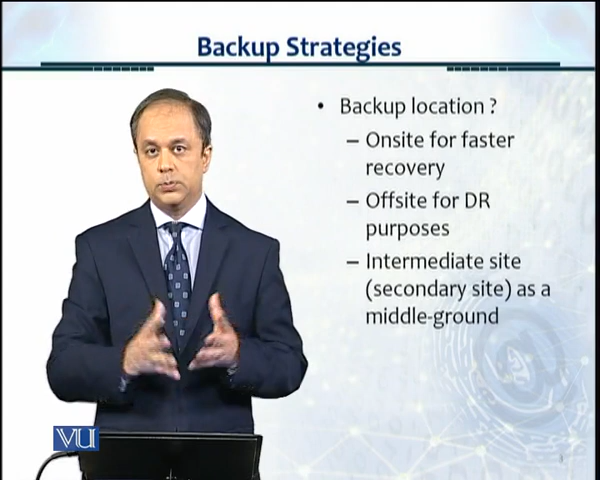 Backup Strategies
• Backup location ?
– Onsite for faster
recovery
– Offsite for DR
purposes
– Intermediate site
(secondary site) as a
middle-ground
VU